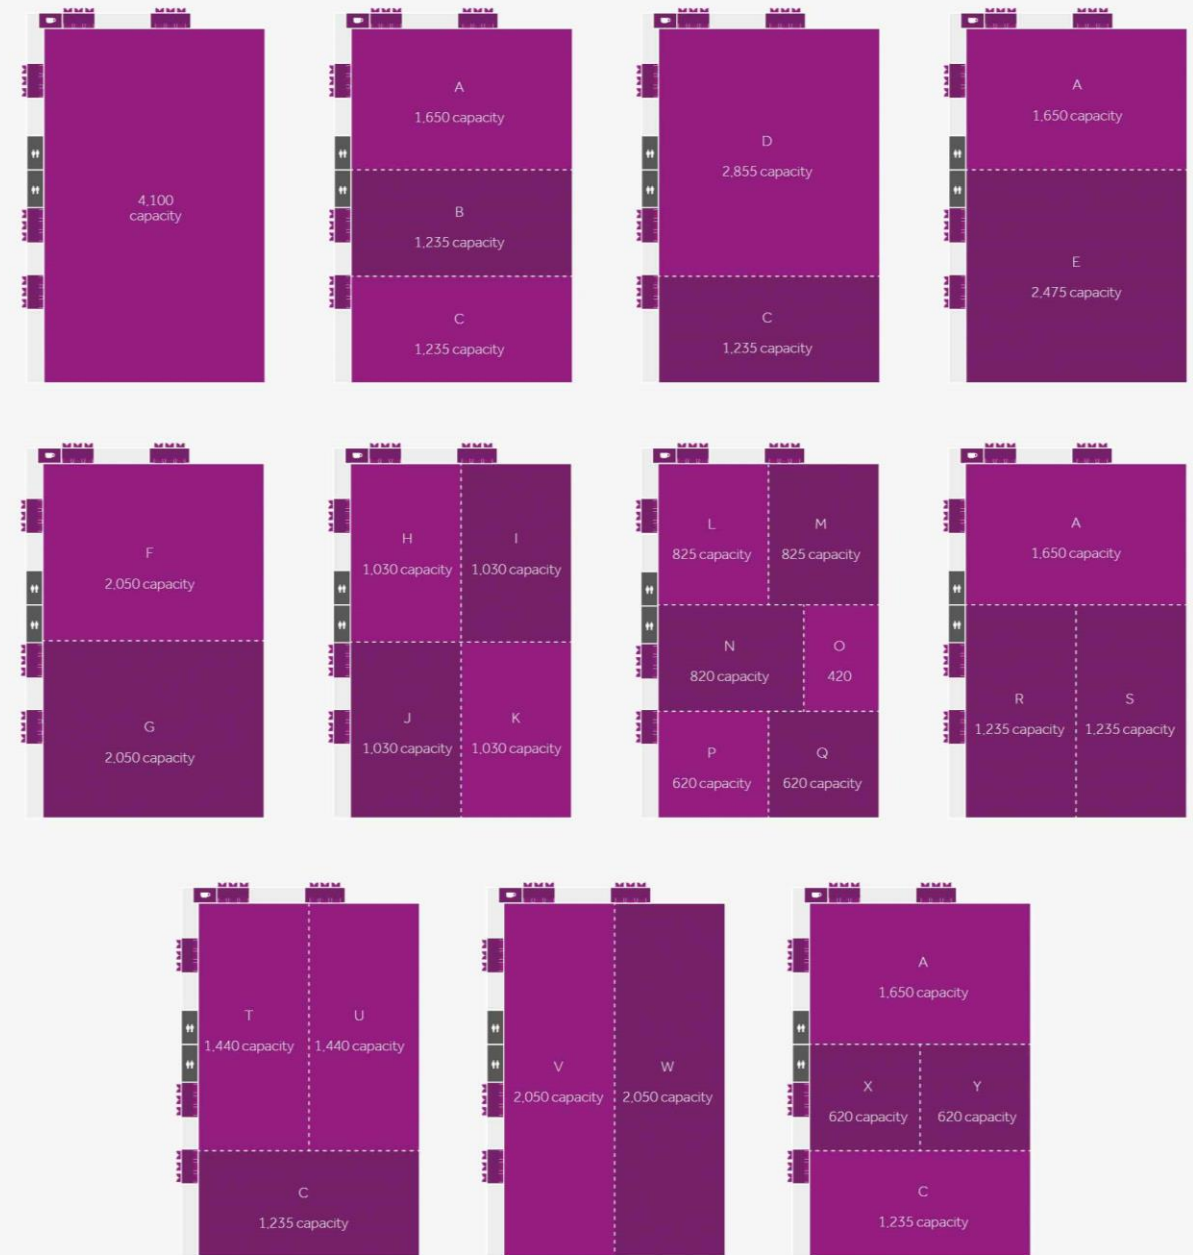 4,100
capacity
A
1,650 capacity
B
1,235 capacity
C
1,235 capacity
D
2,855 capacity
C
1,235 capacity
A
1,650 capacity
E
2,475 capacity
F
2,050 capacity
G
2,050 capacity
H
1,030 capacity
I
1,030 capacity
J
1,030 capacity
K
1,030 capacity
L
825 capacity
M
825 capacity
N
820 capacity
O
420
P
620 capacity
Q
620 capacity
A
1,650 capacity
R
1,235 capacity
S
1,235 capacity
T
1,440 capacity
U
1,440 capacity
C
1,235 capacity
V
2,050 capacity
W
2,050 capacity
A
1,650 capacity
X
620 capacity
Y
620 capacity
C
1,235 capacity